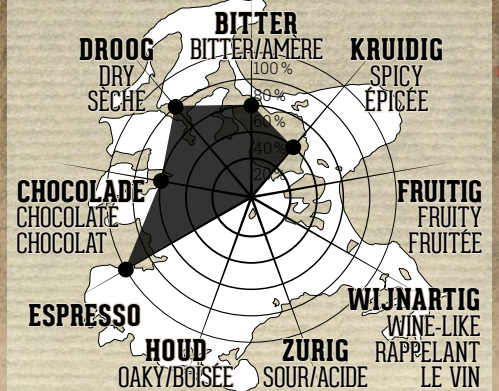 BITTER
BITTER/AMÈRE
DROOG
DRY
SÈCHE
KRUIDIG
SPICY
ÉPICÉE
100%
80%
60%
40%
20%
CHOCOLADE
CHOCOLATE
CHOCOLAT
FRUITIG
FRUITY
FRUITÉE
ESPRESSO
WIJNARTIG
WINE-LIKE
RAPPELANT
LE VIN
HOUD
OAKY/BOISÉE
ZURIG
SOUR/ACIDE